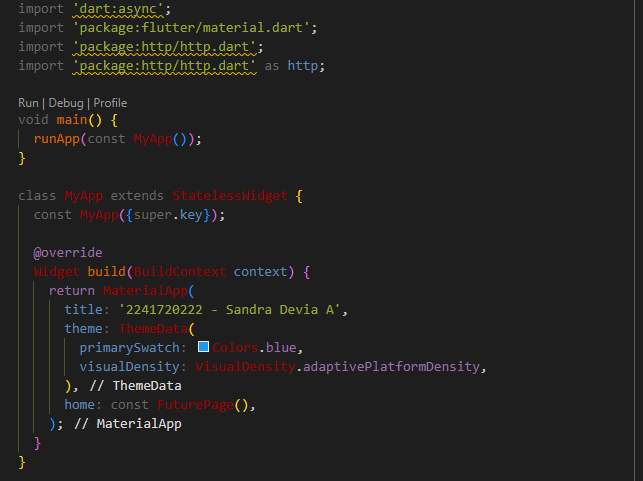 import 'dart:async';
import 'package:flutter/material.dart';
import 'package:http/http.dart';
import 'package:http/http.dart' as http;
Run | Debug | Profile
void main() {
  runApp(const MyApp());
}
class MyApp extends StatelessWidget {
  const MyApp({super.key});
  @override
  Widget build(BuildContext context) {
    return MaterialApp(
      title: '2241720222 - Sandra Devia A',
      theme: ThemeData(
        primarySwatch: Colors.blue,
        visualDensity: VisualDensity.adaptivePlatformDensity,
      ), // ThemeData
      home: const FuturePage(),
    ); // MaterialApp
  }
}